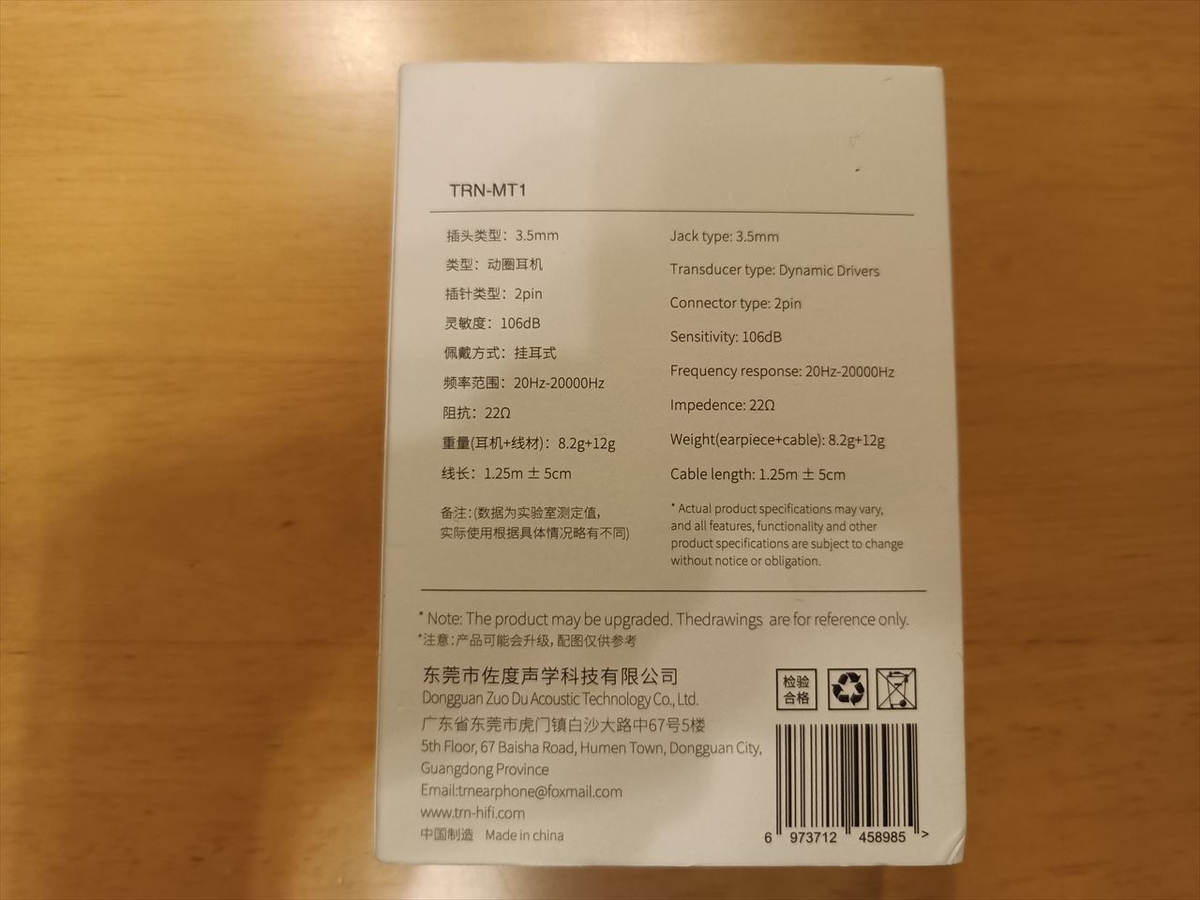 TRN-MT1
插头类型：3.5mm
类型：动圈耳机
插针类型：2pin
灵敏度：106dB
佩戴方式：挂耳式
频率范围：20Hz-20000Hz
阻抗：22Ω
重量(耳机+线材)：8.2g+12g
线长：1.25m ± 5cm
备注：(数据为实验室测定值，
实际使用根据具体情况略有不同)
Jack type: 3.5mm
Transducer type: Dynamic Drivers
Connector type: 2pin
Sensitivity: 106dB
Frequency response: 20Hz-20000Hz
Impedence: 22Ω
Weight(earpiece+cable): 8.2g+12g
Cable length: 1.25m ± 5cm
* Actual product specifications may vary,
and all features, functionality and other
product specifications are subject to change
without notice or obligation.
* Note: The product may be upgraded. Thedrawings are for reference only.
*注意：产品可能会升级，配图仅供参考
东莞市佐度声学科技有限公司
Dongguan Zuo Du Acoustic Technology Co., Ltd.
广东省东莞市虎门镇白沙大路中67号5楼
5th Floor, 67 Baisha Road, Humen Town, Dongguan City,
Guangdong Province
Email:trnearphone@foxmail.com
www.trn-hifi.com
中国制造 Made in china
检验
合格
6 973712 458985 >